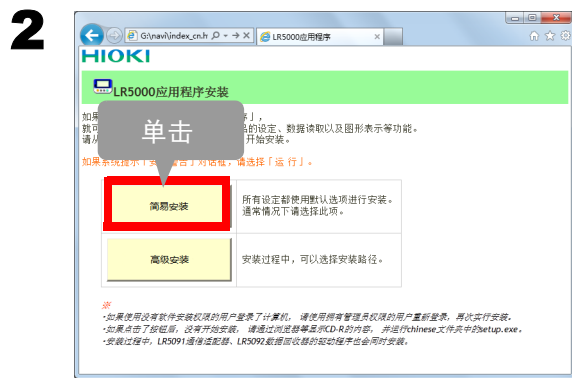 2
G:\navi\index_cn.h
LR5000应用程序
HIOKI
LR5000应用程序安装
如果 」,
就可 品的设定、数据读取以及图形表示等功能。
请从 开始安装。
单击
如果系统提示「安 警告」对话框,请选择「运 行」。
简易安装
所有设定都使用默认选项进行安装。
通常情况下请选择此项。
高级安装
安装过程中,可以选择安装路径。
※
·如果使用没有软件安装权限的用户登录了计算机, 请使用拥有管理员权限的用户重新登录,再次实行安装。
·如果点击了按钮后,没有开始安装, 请通过浏览器等显示CD-R的内容, 并运行chinese文件夹中的setup.exe。
·安装过程中,LR5091通信适配器、LR5092数据回收器的驱动程序也会同时安装。